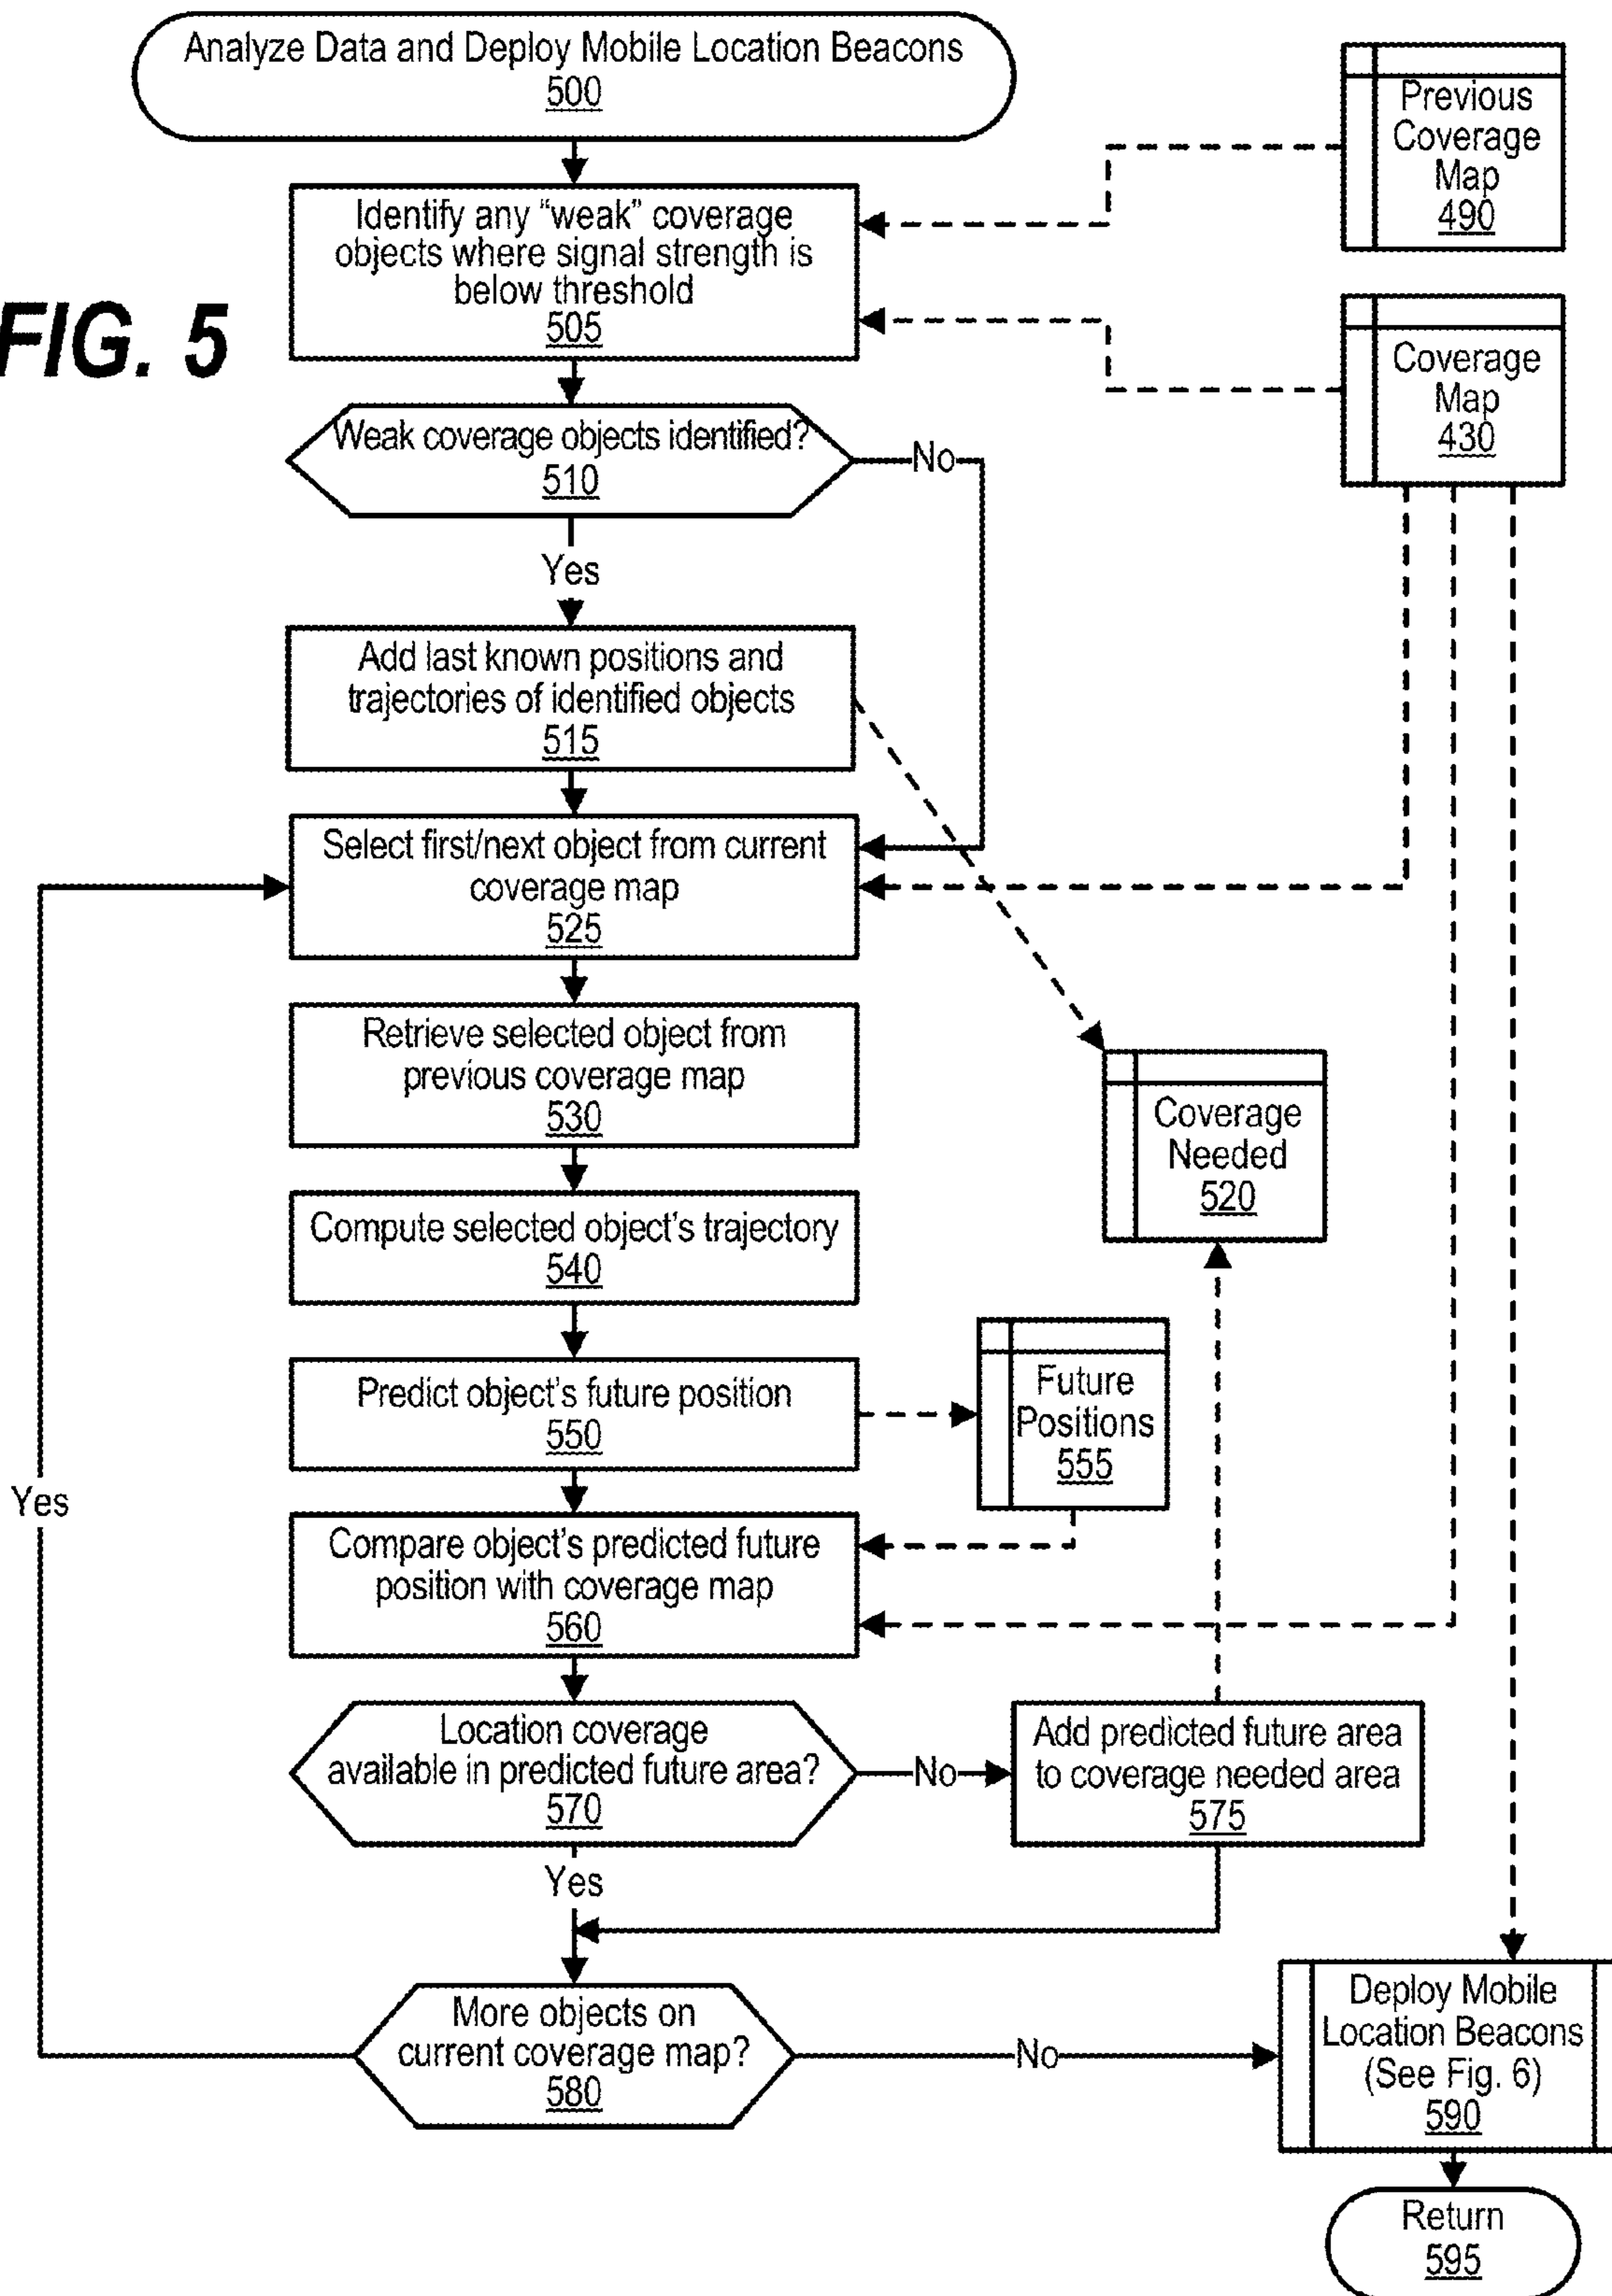 Analyze Data and Deploy Mobile Location Beacons
500
Previous
Coverage
Map
490
Identify any “weak” coverage
objects where signal strength is
below threshold
505
FIG. 5
Coverage
Map
430
Weak coverage objects identified?
510
No
Yes
Add last known positions and
trajectories of identified objects
515
Select first/next object from current
coverage map
525
Retrieve selected object from
previous coverage map
530
Coverage
Needed
520
Compute selected object’s trajectory
540
Predict object’s future position
550
Future
Positions
555
Yes
Compare object’s predicted future
position with coverage map
560
Location coverage
available in predicted future area?
570
No
Add predicted future area
to coverage needed area
575
Yes
More objects on
current coverage map?
580
No
Deploy Mobile
Location Beacons
(See Fig. 6)
590
Return
595